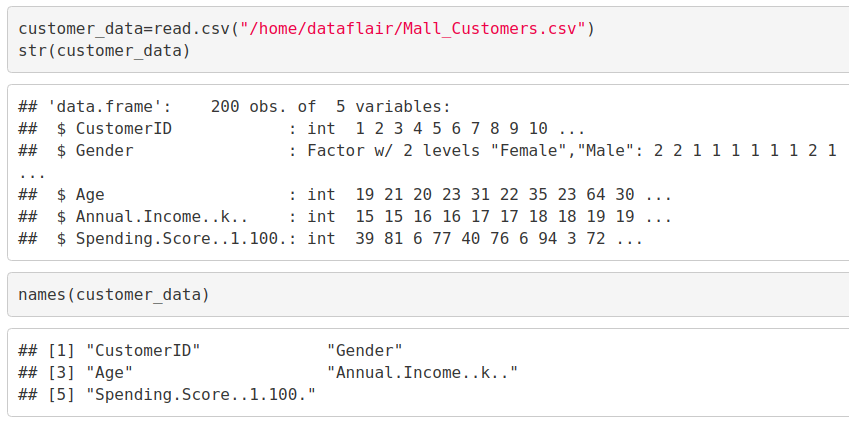 customer_data=read.csv("/home/dataflair/Mall_Customers.csv")
str(customer_data)
## 'data.frame':    200 obs. of  5 variables:
##  $ CustomerID            : int  1 2 3 4 5 6 7 8 9 10 ...
##  $ Gender                : Factor w/ 2 levels "Female","Male": 2 2 1 1 1 1 1 1 2 1
...
##  $ Age                   : int  19 21 20 23 31 22 35 23 64 30 ...
##  $ Annual.Income..k..    : int  15 15 16 16 17 17 18 18 19 19 ...
##  $ Spending.Score..1.100.: int  39 81 6 77 40 76 6 94 3 72 ...
names(customer_data)
## [1] "CustomerID"             "Gender"
## [3] "Age"                    "Annual.Income..k.."
## [5] "Spending.Score..1.100."